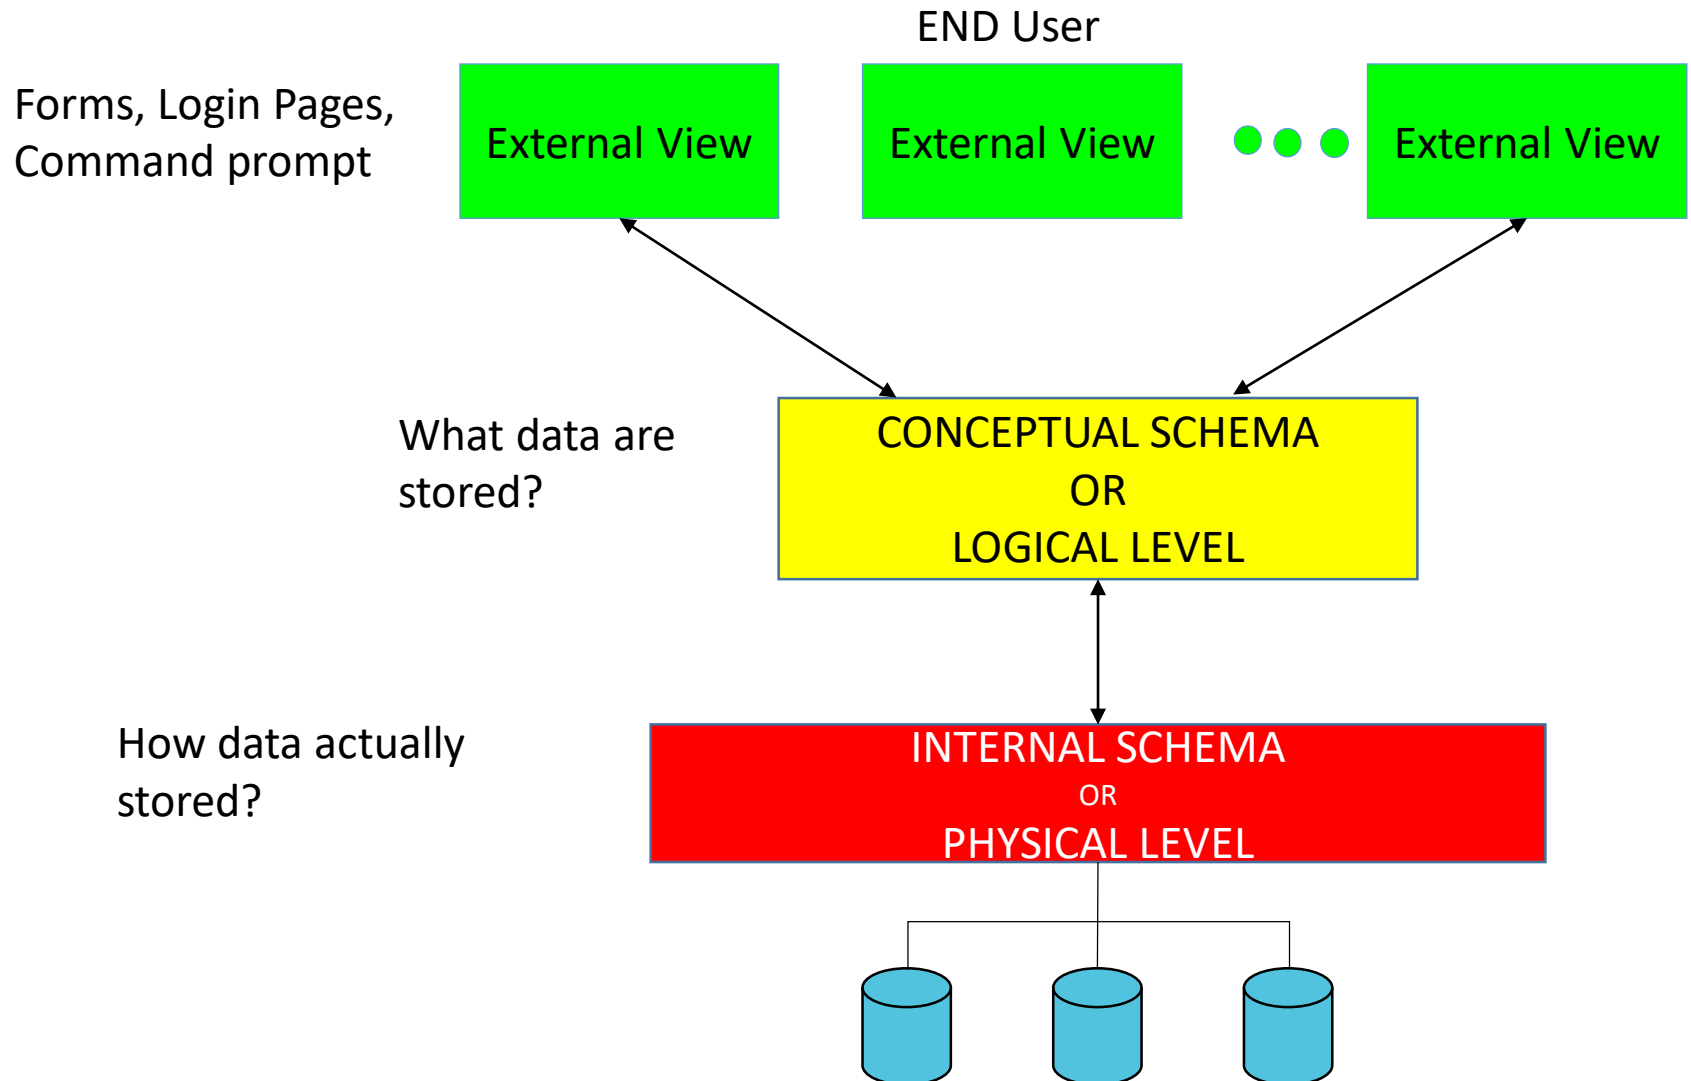 END User
Forms, Login Pages,
Command prompt
External View
External View
External View
What data are
stored?
CONCEPTUAL SCHEMA
OR
LOGICAL LEVEL
How data actually
stored?
INTERNAL SCHEMA
OR
PHYSICAL LEVEL